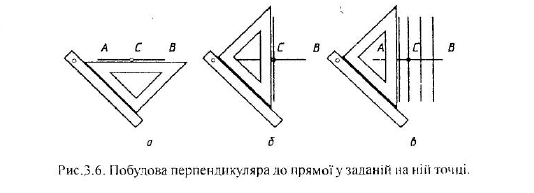 A C B
C B
A C B
а б в
Рис.3.6. Побудова перпендикуляра до прямої у заданій на ній точці.